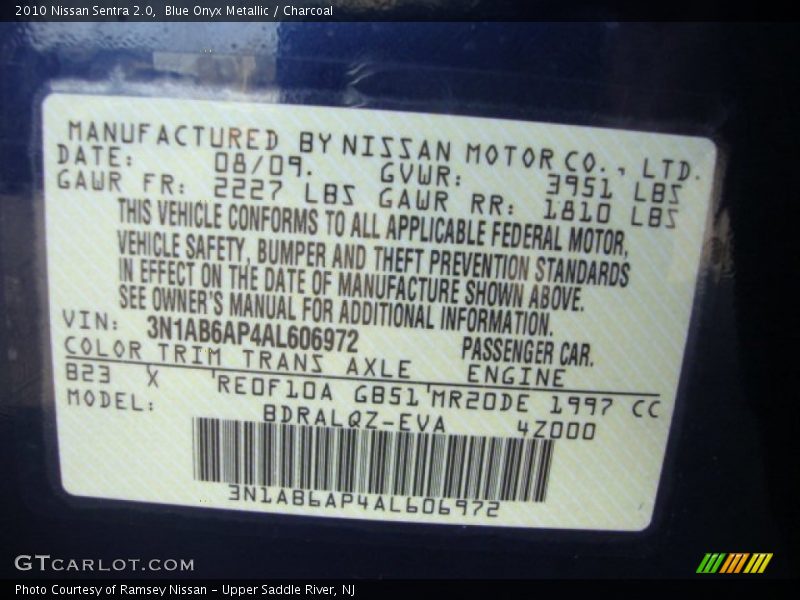 2010 Nissan Sentra 2.0,  Blue Onyx Metallic / Charcoal
MANUFACTURED BY NISSAN MOTOR CO., LTD.
DATE: 08/09. GVWR: 3951 LBS
GAWR FR: 2227 LBS GAWR RR: 1810 LBS
THIS VEHICLE CONFORMS TO ALL APPLICABLE FEDERAL MOTOR,
VEHICLE SAFETY, BUMPER AND THEFT PREVENTION STANDARDS
IN EFFECT ON THE DATE OF MANUFACTURE SHOWN ABOVE.
SEE OWNER'S MANUAL FOR ADDITIONAL INFORMATION.
VIN: 3N1AB6AP4AL606972 PASSENGER CAR.
COLOR TRIM TRANS AXLE ENGINE
B23 X 'RE0F10A GB51'MR20DE 1997 CC
MODEL: BDRALQZ-EVA 4Z000
3N1AB6AP4AL606972
GTCARLOT.COM
Photo Courtesy of Ramsey Nissan - Upper Saddle River, NJ